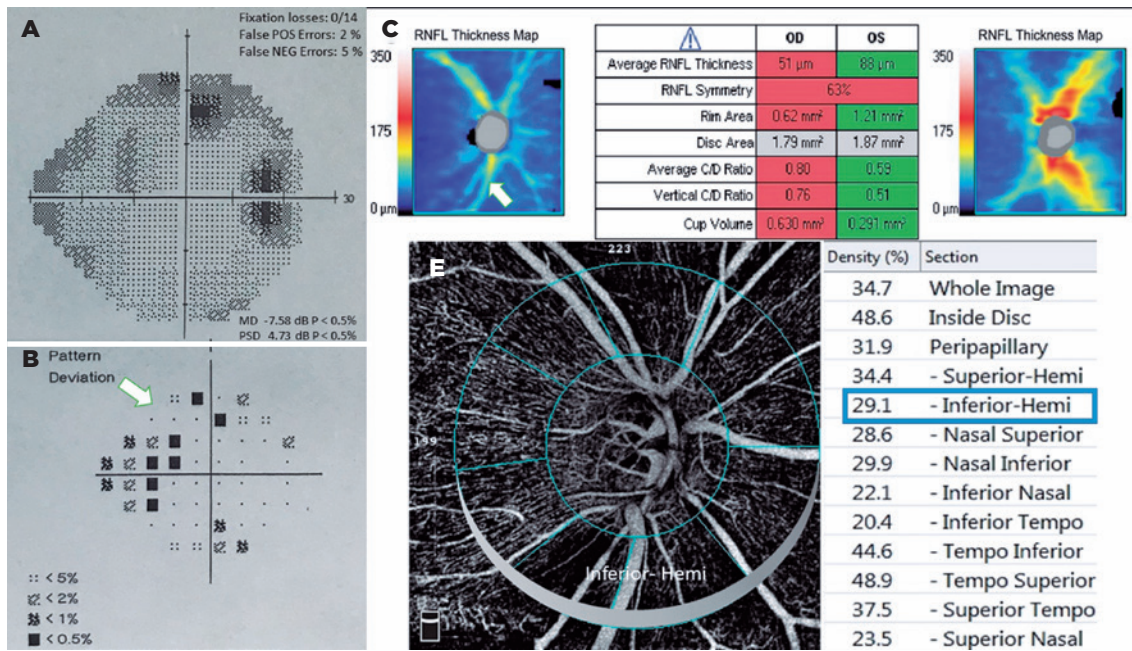 A
Fixation losses: 0/14
False POS Errors: 2 %
False NEG Errors: 5 %
30
MD -7.58 dB P < 0.5%
PSD 4.73 dB P < 0.5%
B
Pattern
Deviation
< 5%
< 2%
< 1%
< 0.5%
C
RNFL Thickness Map
350
175
0 µm
OD OS
Average RNFL Thickness 51 µm 88 µm
RNFL Symmetry 63%
Rim Area 0.62 mm² 1.21 mm²
Disc Area 1.79 mm² 1.87 mm²
Average C/D Ratio 0.80 0.59
Vertical C/D Ratio 0.76 0.51
Cup Volume 0.630 mm³ 0.291 mm³
RNFL Thickness Map
350
175
0 µm
E
223
199
Inferior- Hemi
Density (%) Section
34.7 Whole Image
48.6 Inside Disc
31.9 Peripapillary
34.4 - Superior-Hemi
29.1 - Inferior-Hemi
28.6 - Nasal Superior
29.9 - Nasal Inferior
22.1 - Inferior Nasal
20.4 - Inferior Tempo
44.6 - Tempo Inferior
48.9 - Tempo Superior
37.5 - Superior Tempo
23.5 - Superior Nasal